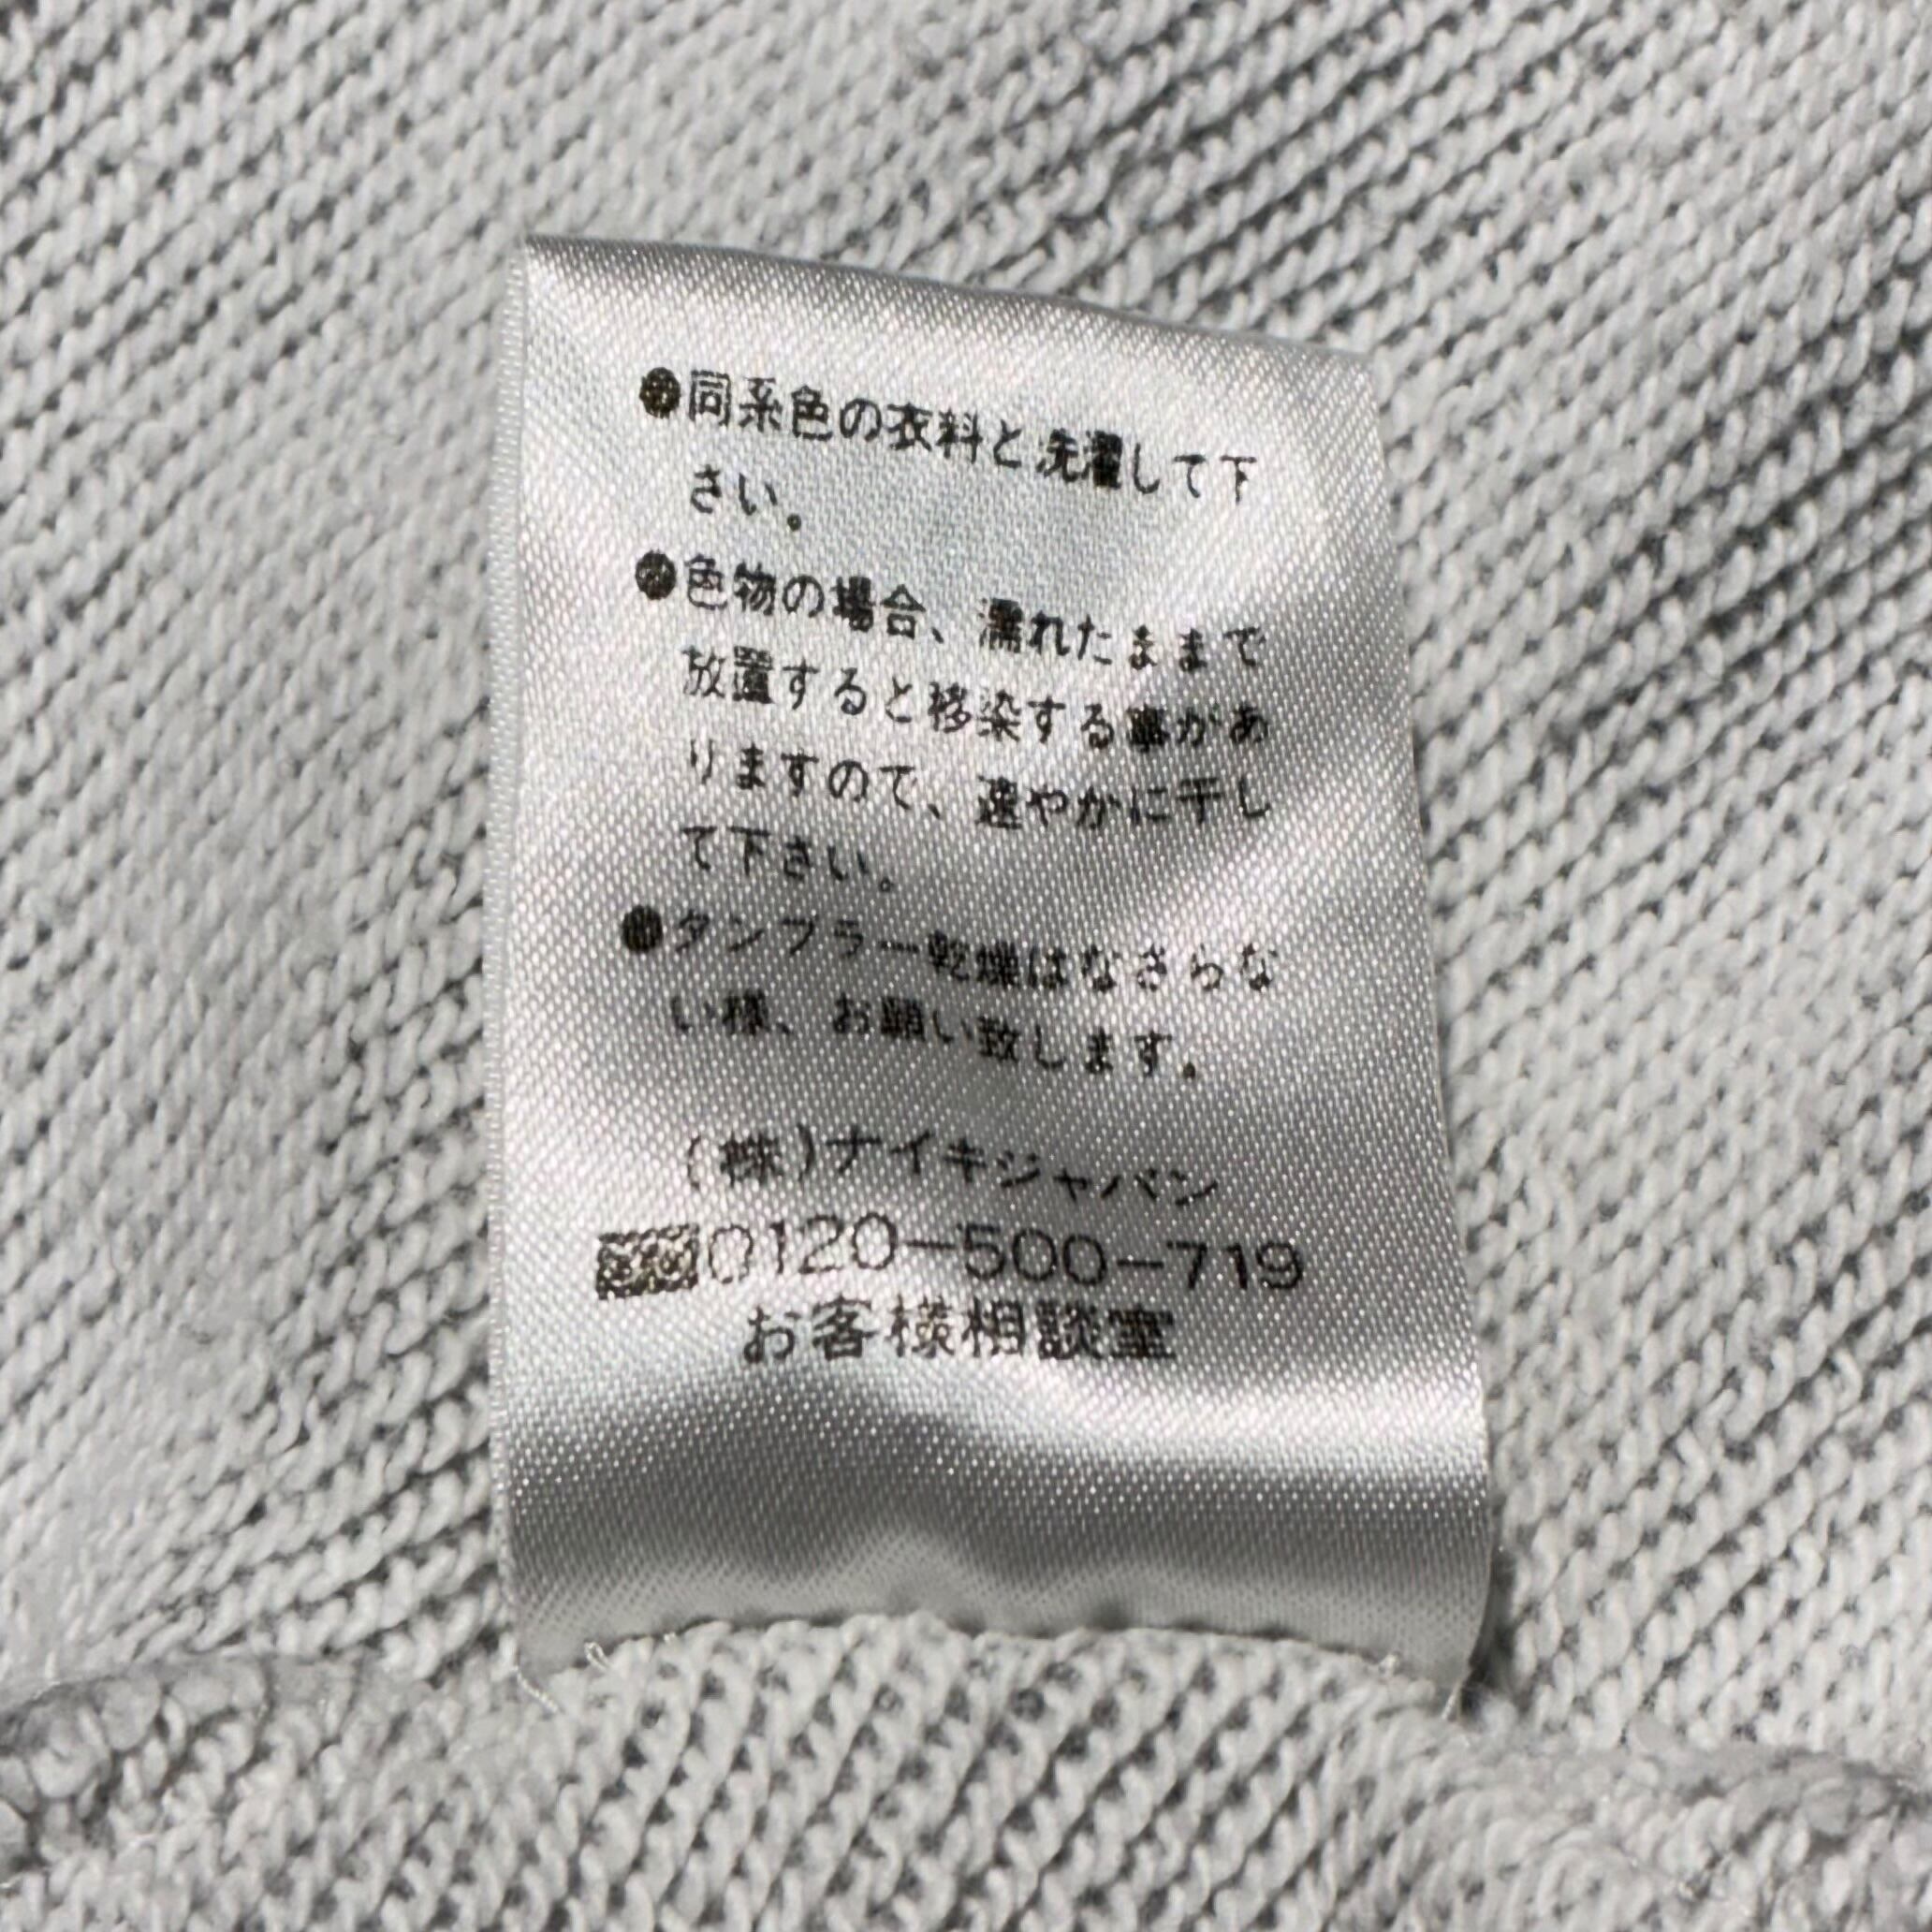 ●同系色の衣料と洗濯して下
さい。
●色物の場合、濡れたままで
放置すると移染する事があ
りますので、速やかに干し
て下さい。
●タンブラー乾燥はなさらな
い様、お願い致します。
(株)ナイキジャパン
0120-500-719
お客様相談室